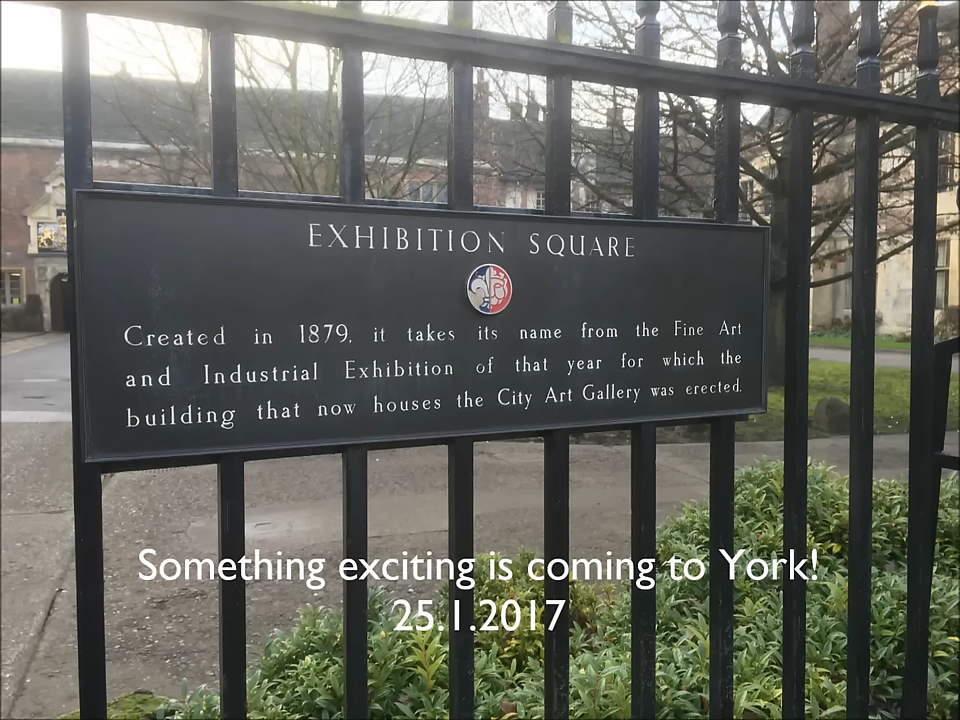 EXHIBITION SQUARE
Created in 1879, it takes its name from the Fine Art
and Industrial Exhibition of that year for which the
building that now houses the City Art Gallery was erected.
Something exciting is coming to York!
25.1.2017